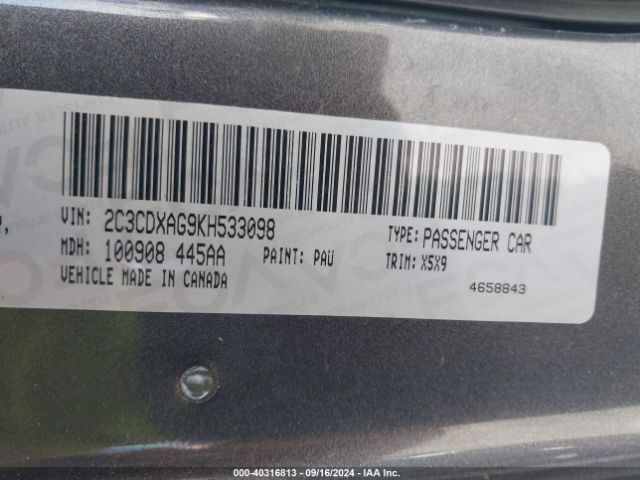 VIN: 2C3CDXAG9KH533098
TYPE: PASSENGER CAR
MDH: 100908 445AA PAINT: PAU
TRIM: X5X9
VEHICLE MADE IN CANADA
4658843
000-40316813 - 09/16/2024 - IAA Inc.